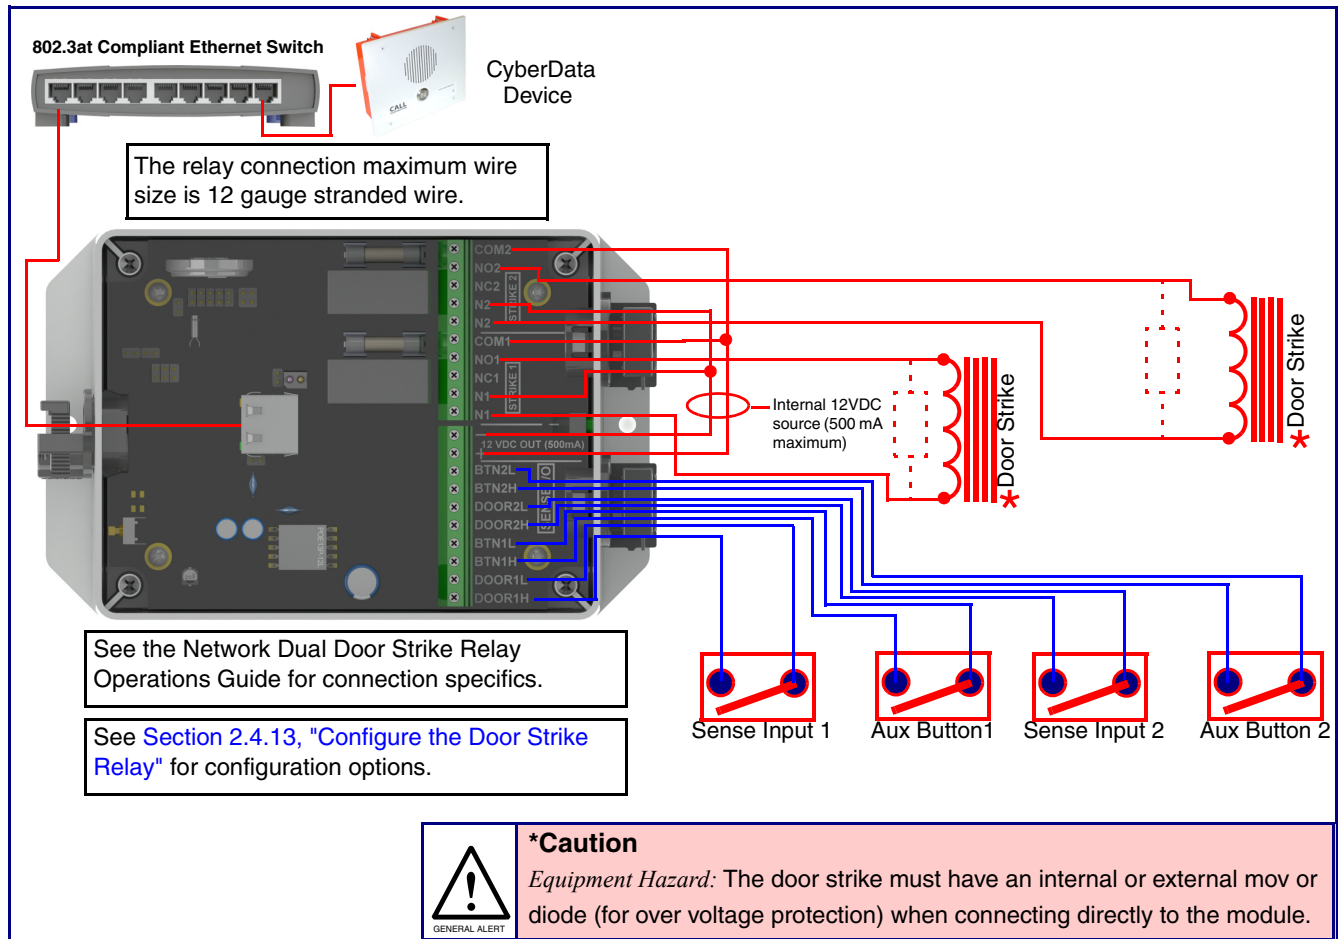 802.3at Compliant Ethernet Switch
CALL
CyberData
Device
The relay connection maximum wire
size is 12 gauge stranded wire.
COM2
NO2
NC2
N2
N2
STRIKE 2
COM1
NO1
NC1
N1
N1
STRIKE 1
-
12 VDC OUT (500mA)
+
BTN2L
BTN2H
DOOR2L
DOOR2H
BTN1L
BTN1H
DOOR1L
DOOR1H
Internal 12VDC
source (500 mA
maximum)
*Door Strike
*Door Strike
Sense Input 1
Aux Button1
Sense Input 2
Aux Button 2
See the Network Dual Door Strike Relay
Operations Guide for connection specifics.
See Section 2.4.13, "Configure the Door Strike
Relay" for configuration options.
GENERAL ALERT
*Caution
Equipment Hazard: The door strike must have an internal or external mov or
diode (for over voltage protection) when connecting directly to the module.